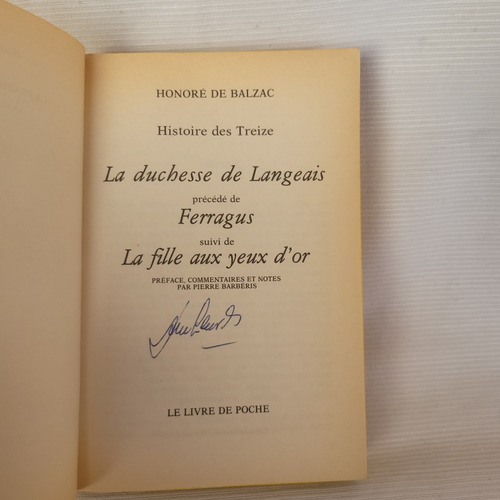 HONORÉ DE BALZAC
Histoire des Treize
La duchesse de Langeais
précédé de
Ferragus
suivi de
La fille aux yeux d'or
PRÉFACE, COMMENTAIRES ET NOTES
PAR PIERRE BARBÉRIS
LE LIVRE DE POCHE